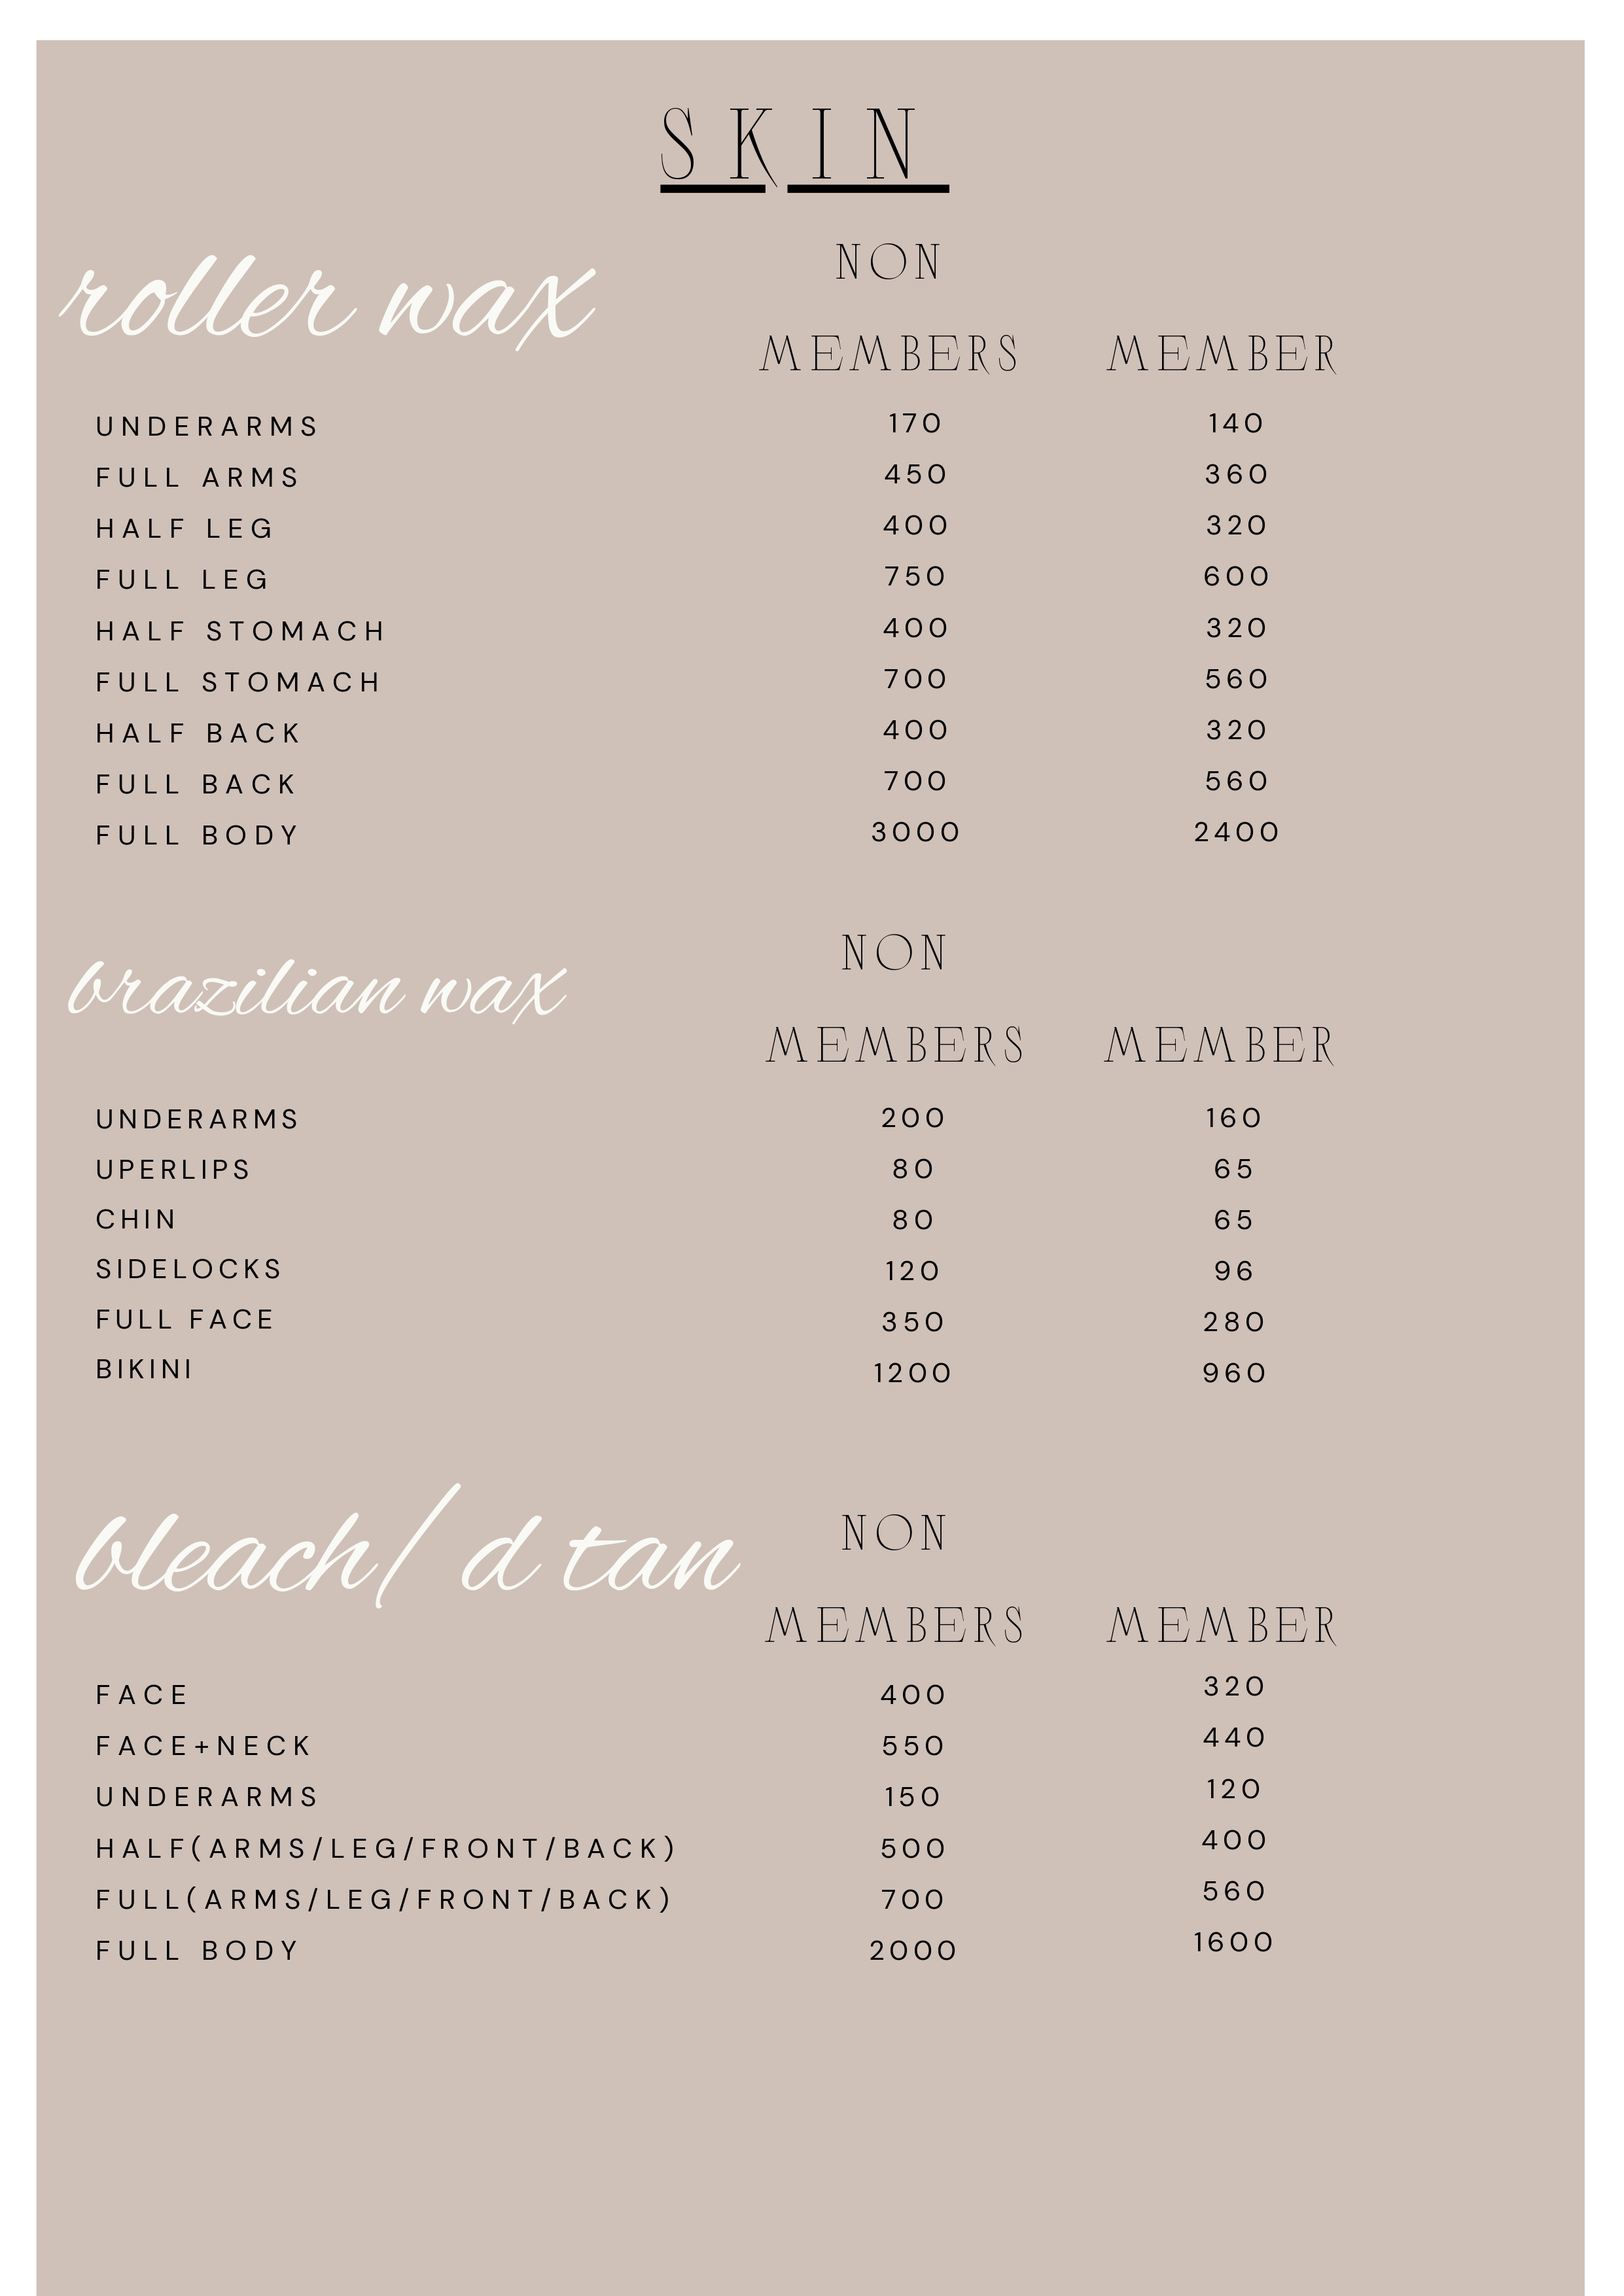 SKIN
roller wax
NON
MEMBERS MEMBER
UNDERARMS 170 140
FULL ARMS 450 360
HALF LEG 400 320
FULL LEG 750 600
HALF STOMACH 400 320
FULL STOMACH 700 560
HALF BACK 400 320
FULL BACK 700 560
FULL BODY 3000 2400
brazilian wax
NON
MEMBERS MEMBER
UNDERARMS 200 160
UPERLIPS 80 65
CHIN 80 65
SIDELOCKS 120 96
FULL FACE 350 280
BIKINI 1200 960
bleach/ d tan
NON
MEMBERS MEMBER
FACE 400 320
FACE+NECK 550 440
UNDERARMS 150 120
HALF(ARMS/LEG/FRONT/BACK) 500 400
FULL(ARMS/LEG/FRONT/BACK) 700 560
FULL BODY 2000 1600